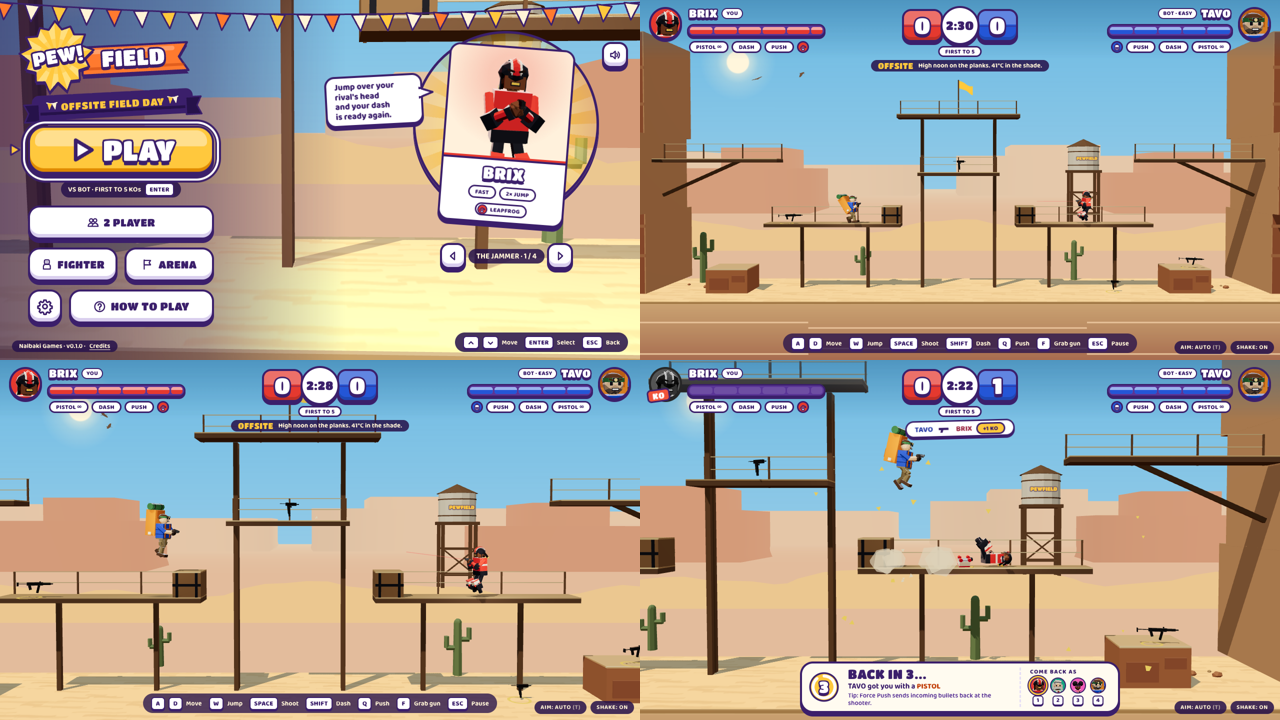 PEW!
FIELD
OFFSITE FIELD DAY
PLAY
VS BOT · FIRST TO 5 KOs ENTER
2 PLAYER
FIGHTER
ARENA
HOW TO PLAY
Nalbaki Games · v0.1.0 · Credits
Jump over your
rival's head
and your dash
is ready again.
BRIX
FAST 2× JUMP
LEAPFROG
THE JAMMER · 1 / 4
Move ENTER Select ESC Back
BRIX YOU
PISTOL ∞ DASH PUSH
0 2:30 0
FIRST TO 5
BOT · EASY TAVO
PUSH DASH PISTOL ∞
OFFSITE High noon on the planks. 41°C in the shade.
PEWFIELD
A D Move W Jump SPACE Shoot SHIFT Dash Q Push F Grab gun ESC Pause
AIM: AUTO (T) SHAKE: ON
BRIX YOU
PISTOL ∞ DASH PUSH
0 2:28 0
FIRST TO 5
BOT · EASY TAVO
PUSH DASH PISTOL ∞
OFFSITE High noon on the planks. 41°C in the shade.
PEWFIELD
A D Move W Jump SPACE Shoot SHIFT Dash Q Push F Grab gun ESC Pause
AIM: AUTO (T) SHAKE: ON
KO
BRIX YOU
PISTOL ∞ DASH PUSH
0 2:22 1
FIRST TO 5
BOT · EASY TAVO
PUSH DASH PISTOL ∞
TAVO BRIX +1 KO
PEWFIELD
3
BACK IN 3...
TAVO got you with a PISTOL
Tip: Force Push sends incoming bullets back at the
shooter.
COME BACK AS
1 2 3 4
AIM: AUTO (T) SHAKE: ON